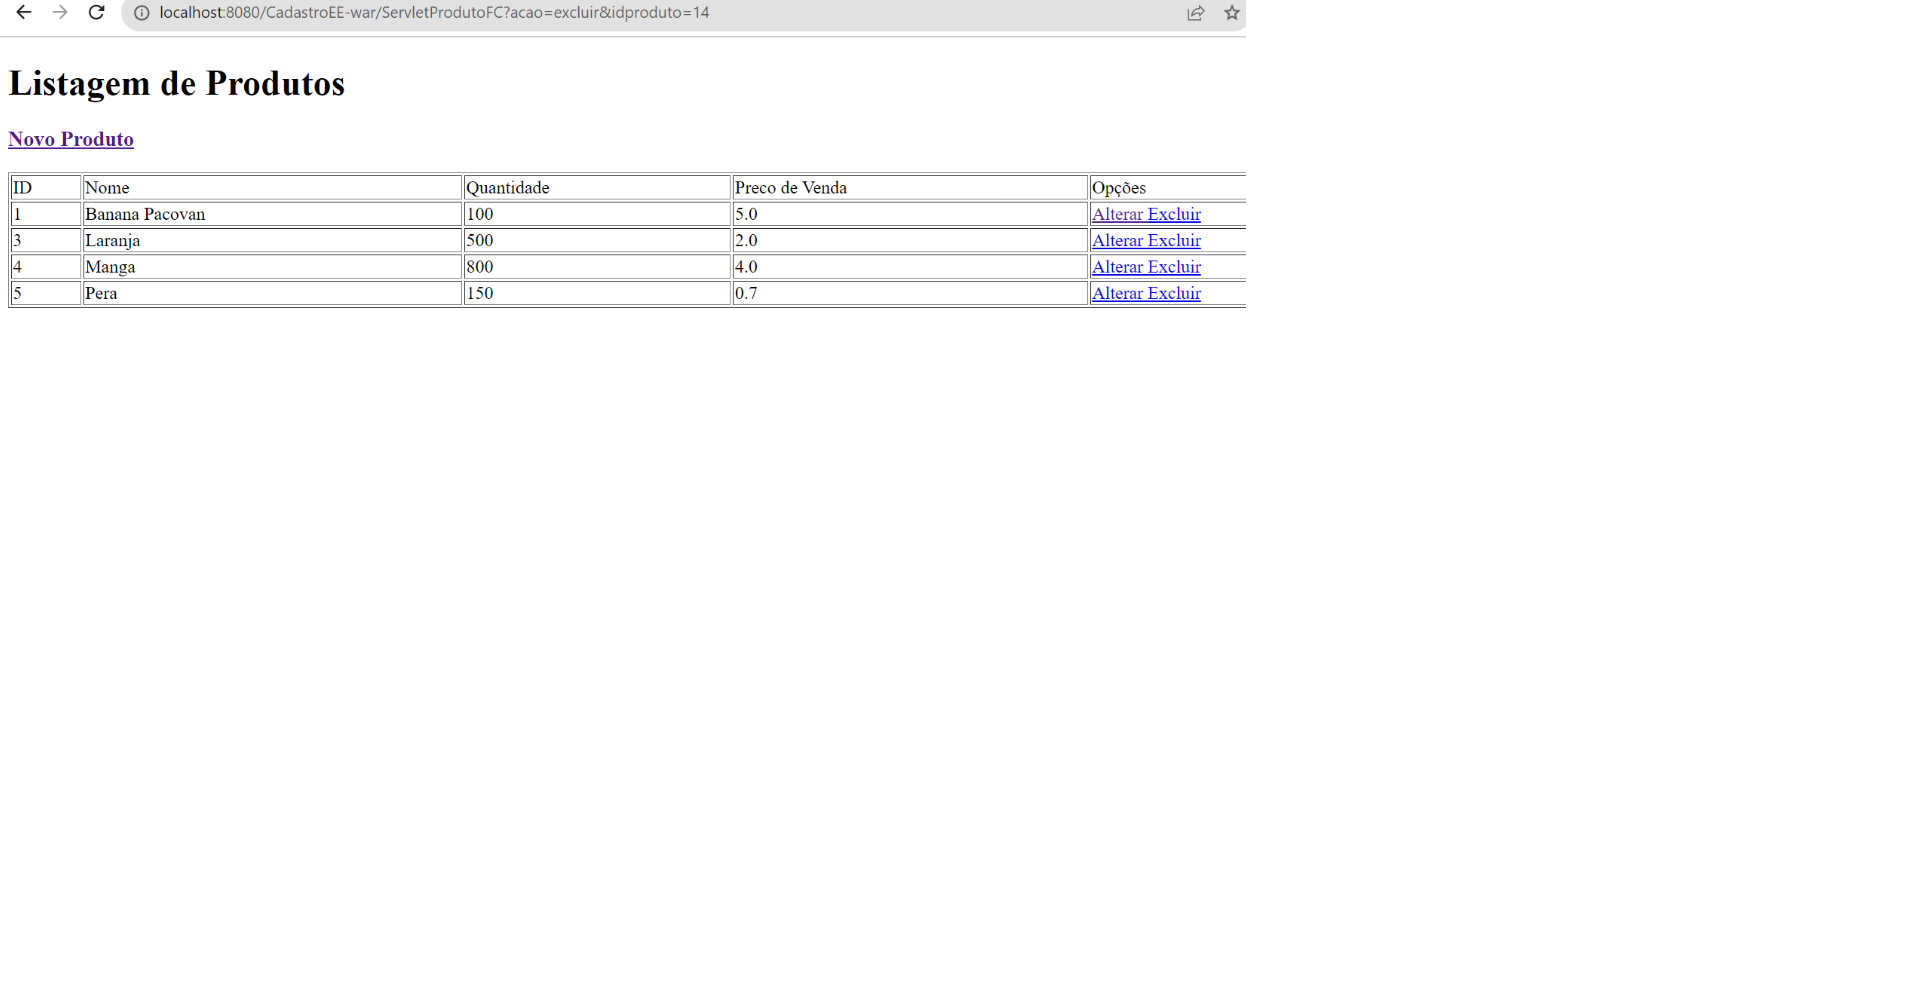 localhost:8080/CadastroEE-war/ServletProdutoFC?acao=excluir&idproduto=14
Listagem de Produtos
Novo Produto
ID Nome Quantidade Preco de Venda Opções
1 Banana Pacovan 100 5.0 Alterar Excluir
3 Laranja 500 2.0 Alterar Excluir
4 Manga 800 4.0 Alterar Excluir
5 Pera 150 0.7 Alterar Excluir